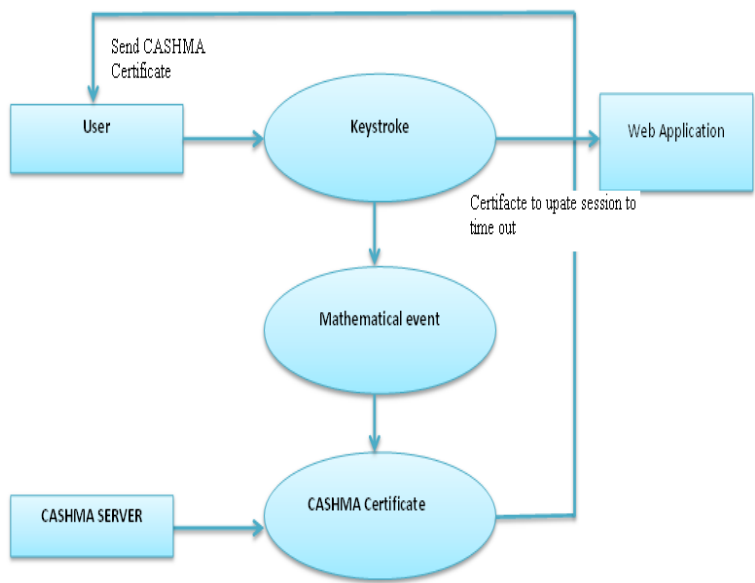 Send CASHMA
Certificate
User
Keystroke
Web Application
Certifacte to upate session to
time out
Mathematical event
CASHMA SERVER
CASHMA Certificate